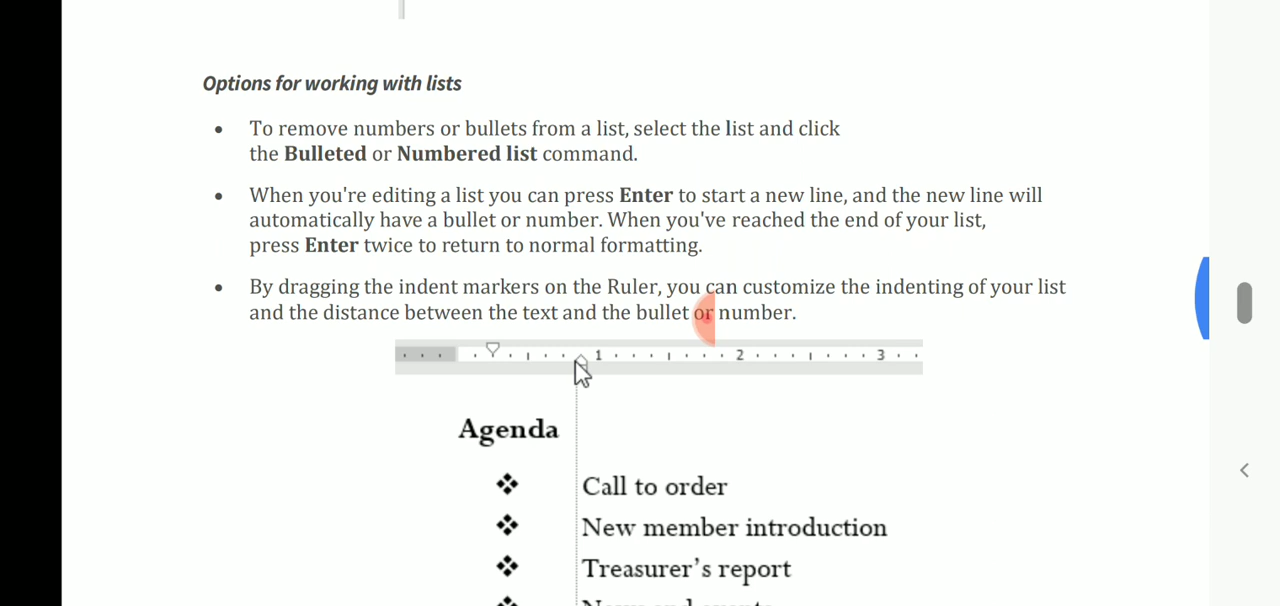 Options for working with lists
• To remove numbers or bullets from a list, select the list and click
the Bulleted or Numbered list command.
• When you're editing a list you can press Enter to start a new line, and the new line will
automatically have a bullet or number. When you've reached the end of your list,
press Enter twice to return to normal formatting.
• By dragging the indent markers on the Ruler, you can customize the indenting of your list
and the distance between the text and the bullet or number.
1 2 3
Agenda
❖ Call to order
❖ New member introduction
❖ Treasurer's report